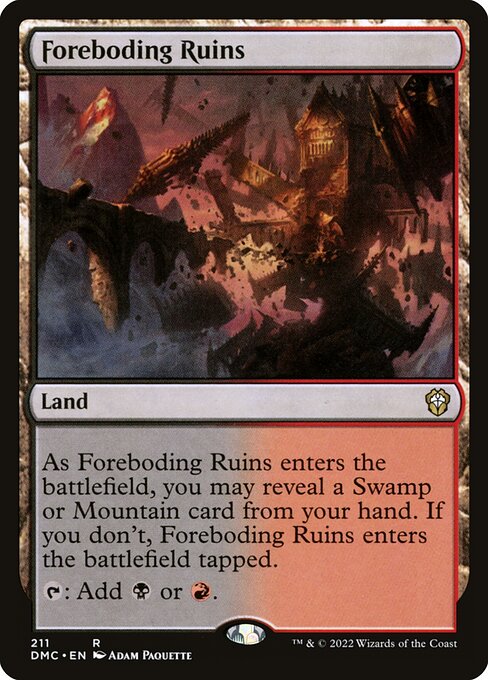 Foreboding Ruins
Land
As Foreboding Ruins enters the
battlefield, you may reveal a Swamp
or Mountain card from your hand. If
you don't, Foreboding Ruins enters
the battlefield tapped.
: Add or .
211 R
DMC • EN Adam Paquette
™ & © 2022 Wizards of the Coast